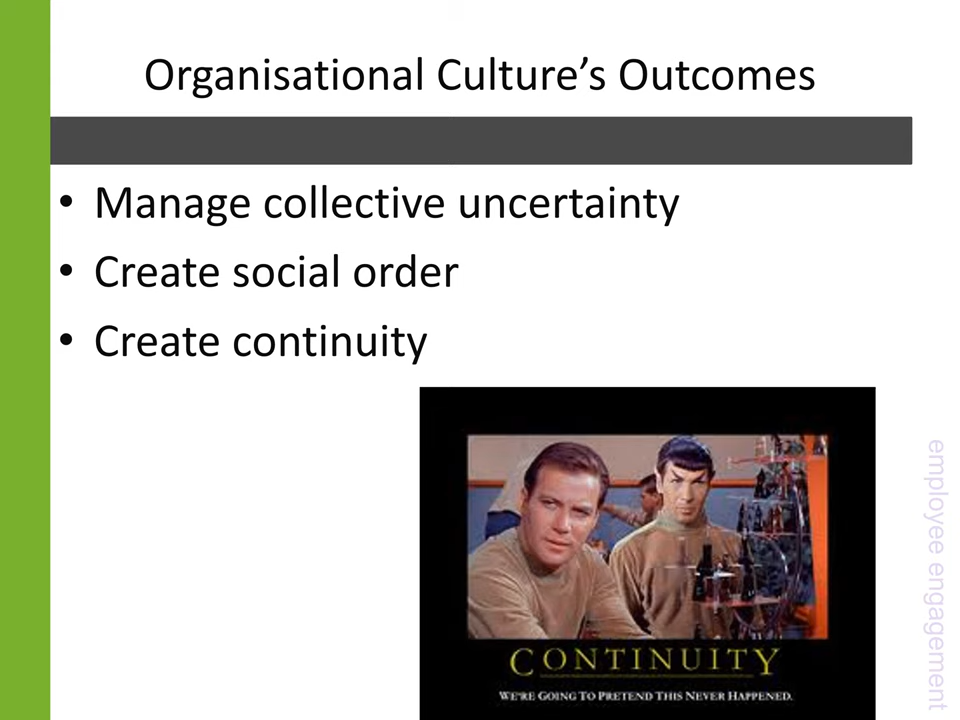 Organisational Culture’s Outcomes
• Manage collective uncertainty
• Create social order
• Create continuity
CONTINUITY
WE'RE GOING TO PRETEND THIS NEVER HAPPENED.
employee engagement